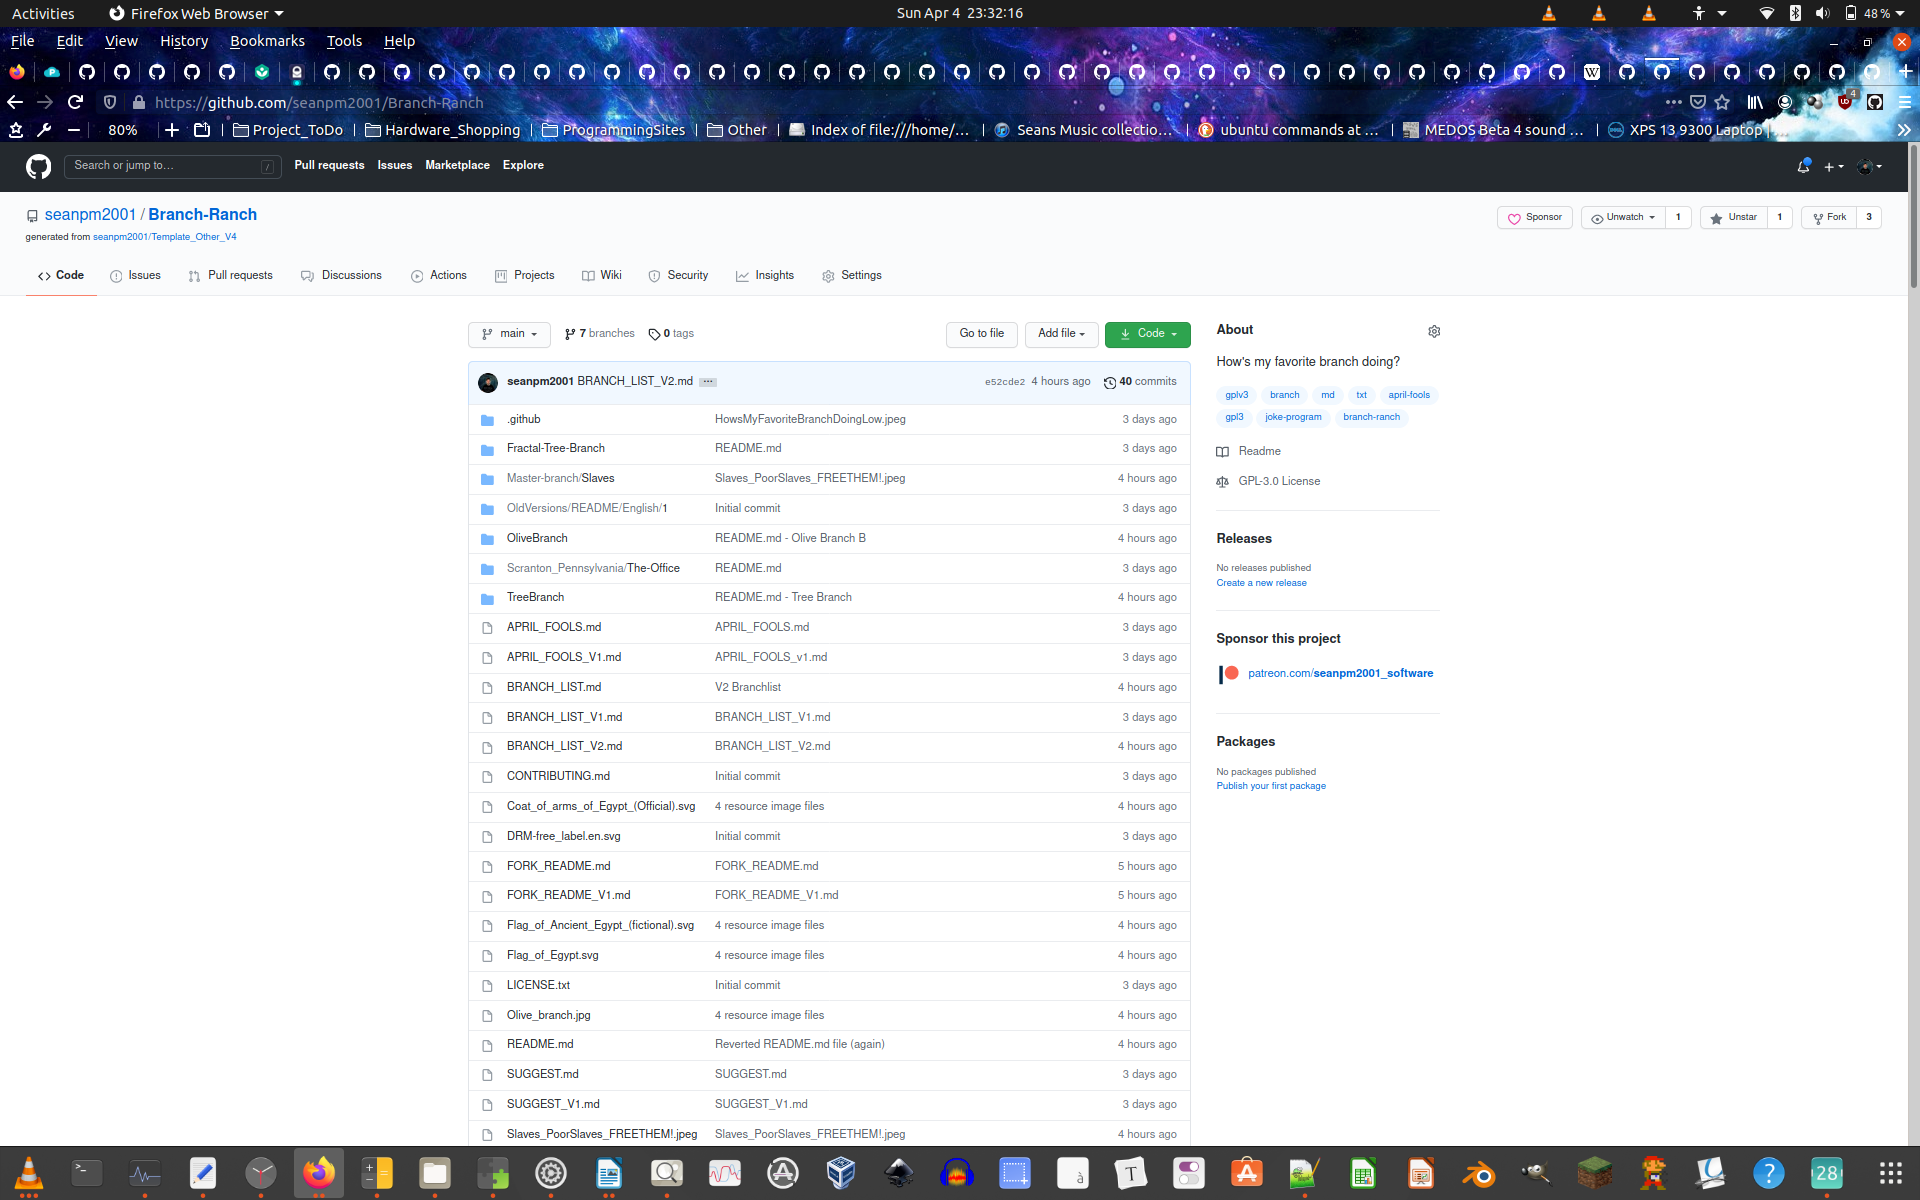 Activities Firefox Web Browser Sun Apr 4 23:32:16 48 %
File Edit View History Bookmarks Tools Help
https://github.com/seanpm2001/Branch-Ranch 4
80% Project_ToDo Hardware_Shopping ProgrammingSites Other Index of file:///home/... Seans Music collectio... ubuntu commands at ... MEDOS Beta 4 sound ... XPS 13 9300 Laptop | ...
Search or jump to... / Pull requests Issues Marketplace Explore
seanpm2001 / Branch-Ranch Sponsor Unwatch 1 Unstar 1 Fork 3
generated from seanpm2001/Template_Other_V4
Code Issues Pull requests Discussions Actions Projects Wiki Security Insights Settings
main 7 branches 0 tags Go to file Add file Code
seanpm2001 BRANCH_LIST_V2.md ... e52cde2 4 hours ago 40 commits
.github HowsMyFavoriteBranchDoingLow.jpeg 3 days ago
Fractal-Tree-Branch README.md 3 days ago
Master-branch/Slaves Slaves_PoorSlaves_FREETHEM!.jpeg 4 hours ago
OldVersions/README/English/1 Initial commit 3 days ago
OliveBranch README.md - Olive Branch B 4 hours ago
Scranton_Pennsylvania/The-Office README.md 3 days ago
TreeBranch README.md - Tree Branch 4 hours ago
APRIL_FOOLS.md APRIL_FOOLS.md 3 days ago
APRIL_FOOLS_V1.md APRIL_FOOLS_v1.md 3 days ago
BRANCH_LIST.md V2 Branchlist 4 hours ago
BRANCH_LIST_V1.md BRANCH_LIST_V1.md 3 days ago
BRANCH_LIST_V2.md BRANCH_LIST_V2.md 4 hours ago
CONTRIBUTING.md Initial commit 3 days ago
Coat_of_arms_of_Egypt_(Official).svg 4 resource image files 4 hours ago
DRM-free_label.en.svg Initial commit 3 days ago
FORK_README.md FORK_README.md 5 hours ago
FORK_README_V1.md FORK_README_V1.md 5 hours ago
Flag_of_Ancient_Egypt_(fictional).svg 4 resource image files 4 hours ago
Flag_of_Egypt.svg 4 resource image files 4 hours ago
LICENSE.txt Initial commit 3 days ago
Olive_branch.jpg 4 resource image files 4 hours ago
README.md Reverted README.md file (again) 4 hours ago
SUGGEST.md SUGGEST.md 3 days ago
SUGGEST_V1.md SUGGEST_V1.md 3 days ago
Slaves_PoorSlaves_FREETHEM!.jpeg Slaves_PoorSlaves_FREETHEM!.jpeg 4 hours ago
About
How's my favorite branch doing?
gplv3 branch md txt april-fools
gpl3 joke-program branch-ranch
Readme
GPL-3.0 License
Releases
No releases published
Create a new release
Sponsor this project
patreon.com/seanpm2001_software
Packages
No packages published
Publish your first package
28